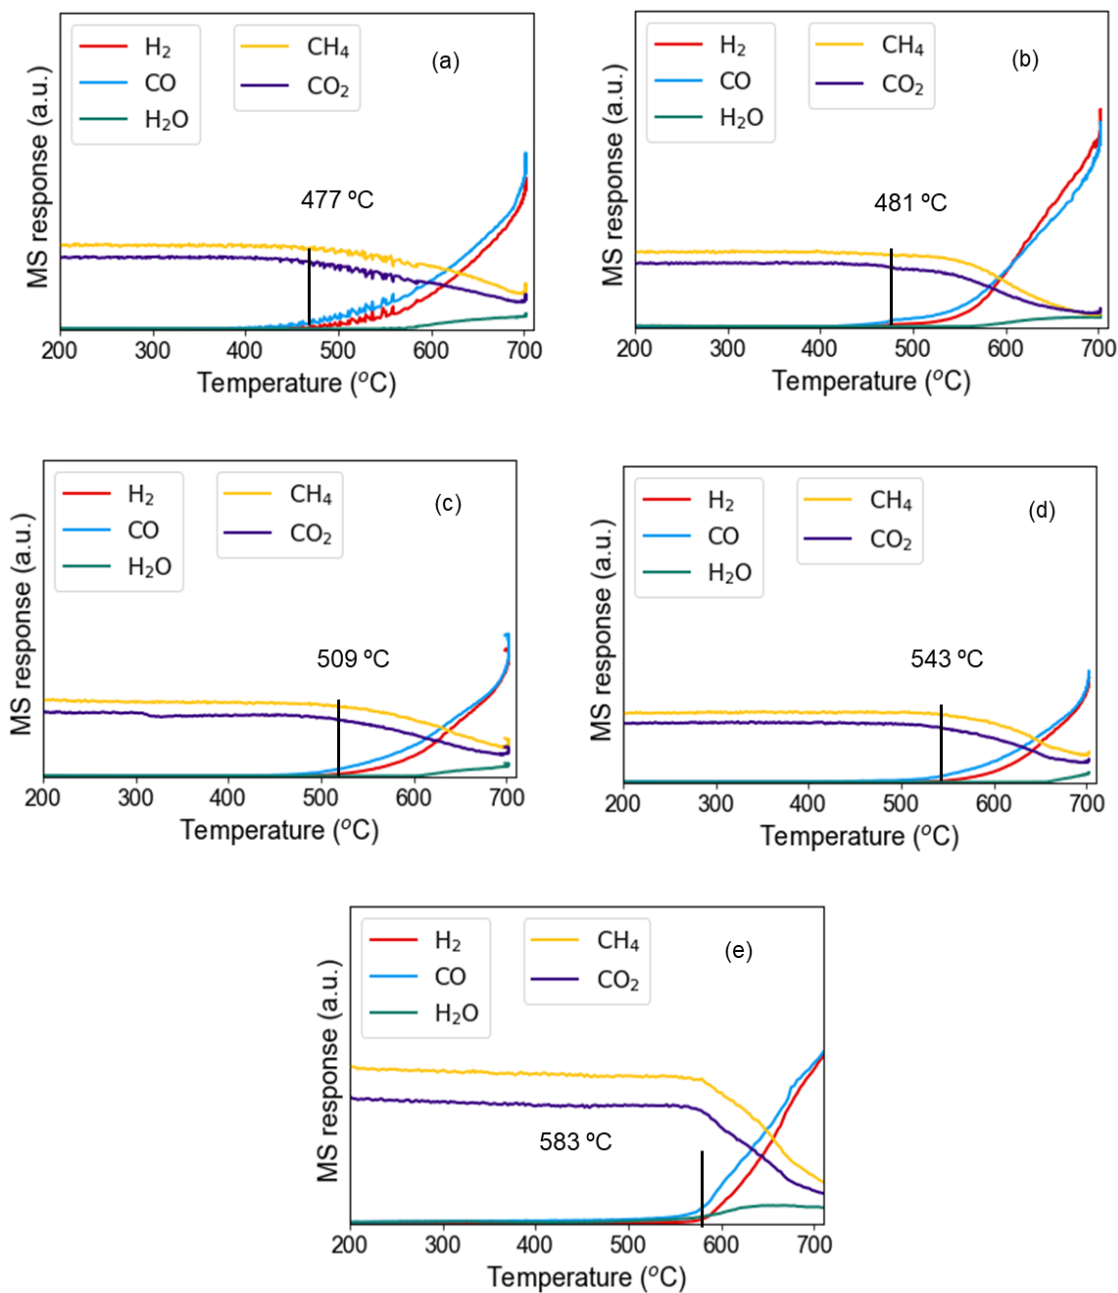 H2 CH4 (a)
CO CO2
H2O
477 ºC
MS response (a.u.)
200 300 400 500 600 700
Temperature (oC)
H2 CH4 (b)
CO CO2
H2O
481 ºC
MS response (a.u.)
200 300 400 500 600 700
Temperature (oC)
H2 CH4 (c)
CO CO2
H2O
509 ºC
MS response (a.u.)
200 300 400 500 600 700
Temperature (oC)
H2 CH4 (d)
CO CO2
H2O
543 ºC
MS response (a.u.)
200 300 400 500 600 700
Temperature (oC)
H2 CH4 (e)
CO CO2
H2O
583 ºC
MS response (a.u.)
200 300 400 500 600 700
Temperature (oC)